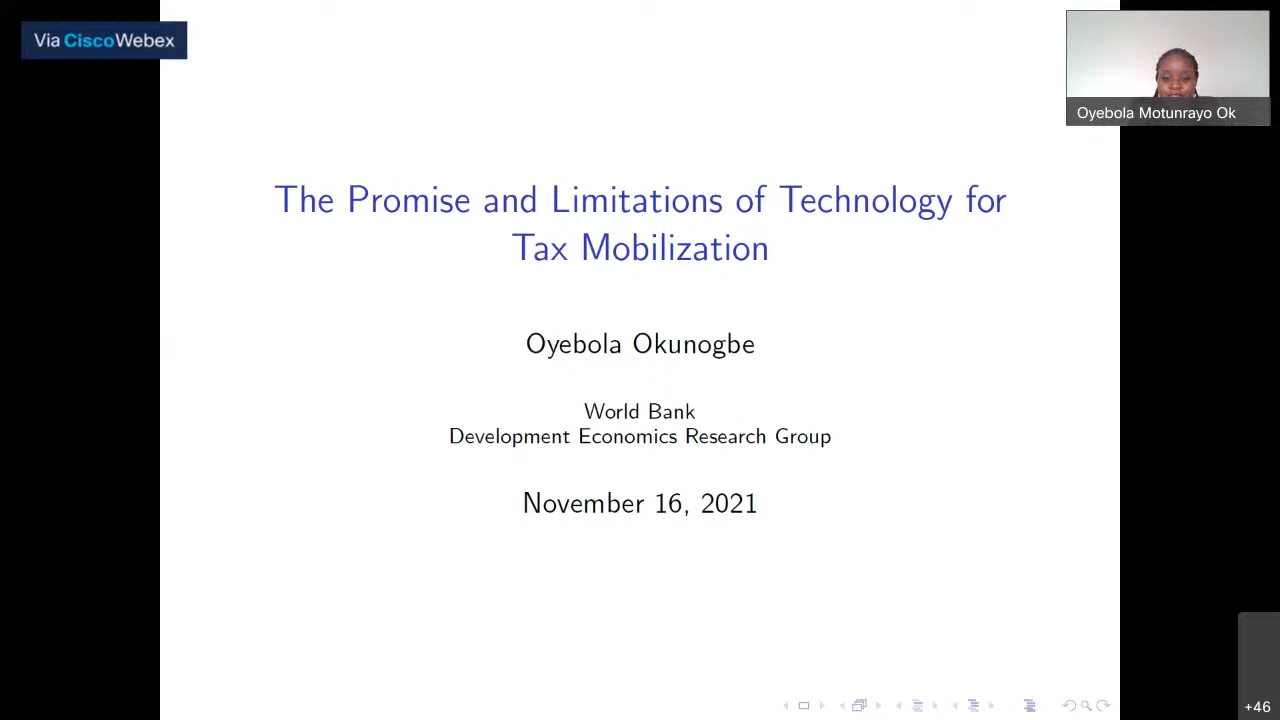 Via CiscoWebex
Oyebola Motunrayo Ok
The Promise and Limitations of Technology for
Tax Mobilization
Oyebola Okunogbe
World Bank
Development Economics Research Group
November 16, 2021
+46